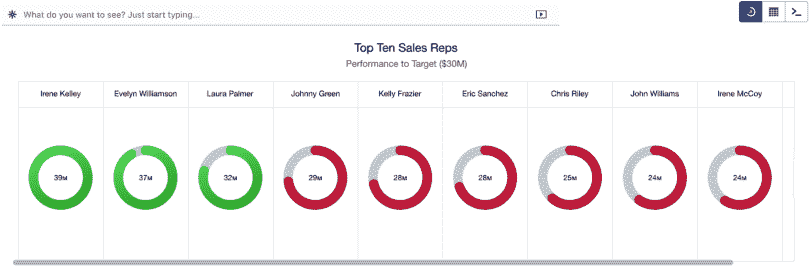 What do you want to see? Just start typing...
Top Ten Sales Reps
Performance to Target ($30M)
Irene Kelley Evelyn Williamson Laura Palmer Johnny Green Kelly Frazier Eric Sanchez Chris Riley John Williams Irene McCoy
39M 37M 32M 29M 28M 28M 25M 24M 24M